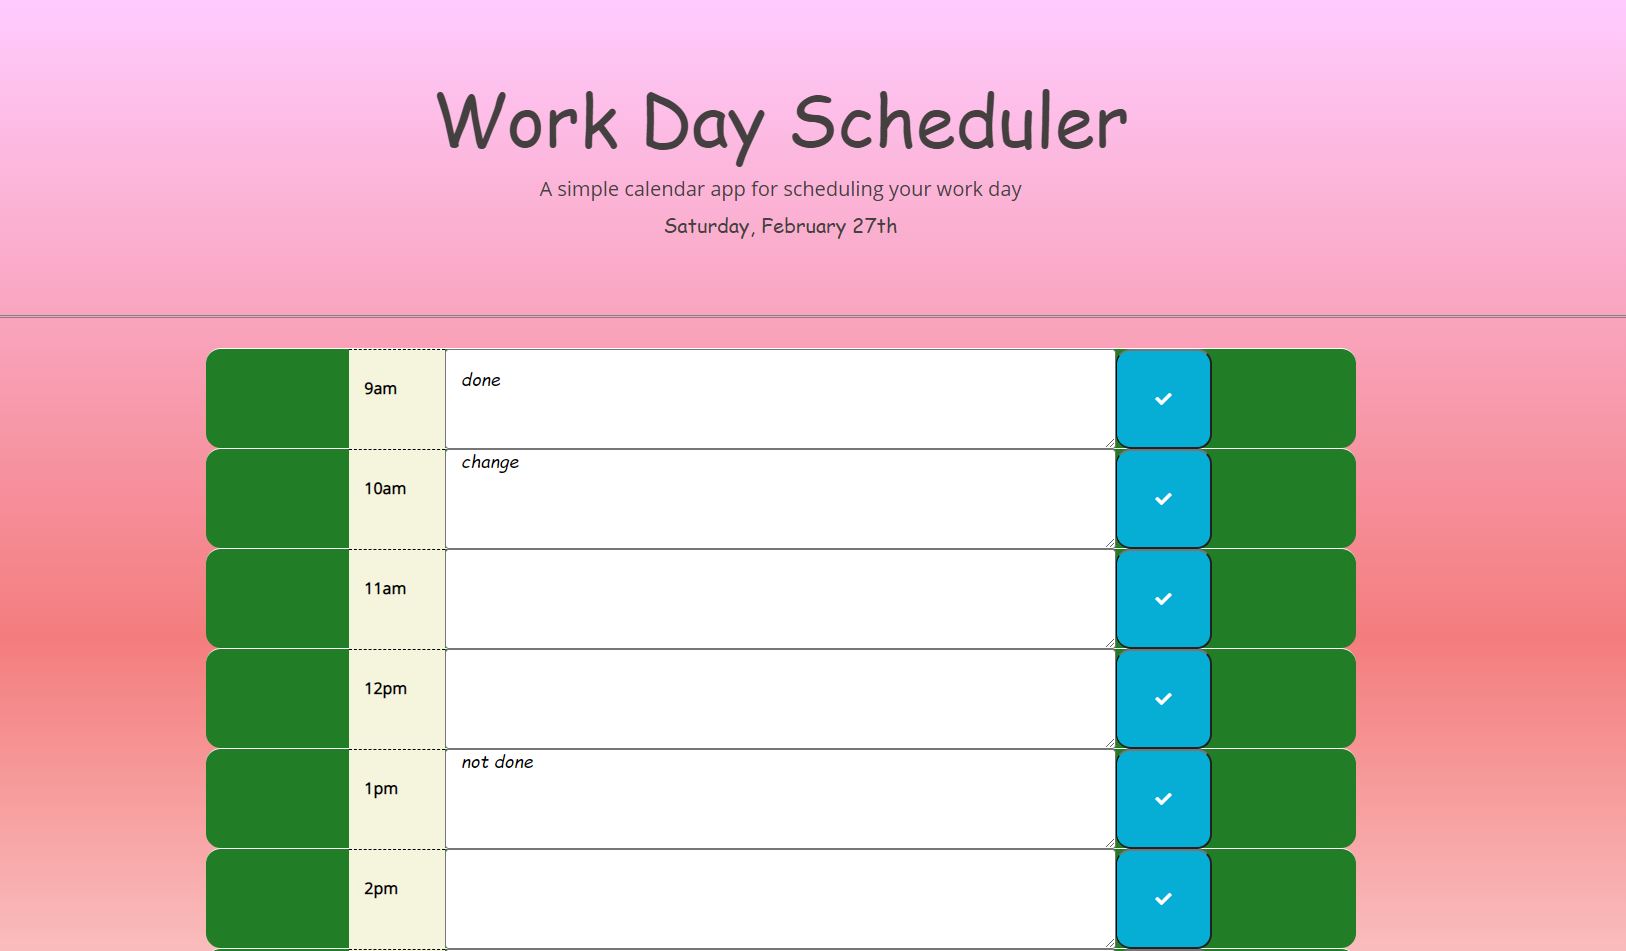 Work Day Scheduler
A simple calendar app for scheduling your work day
Saturday, February 27th
9am
done
10am
change
11am
12pm
1pm
not done
2pm